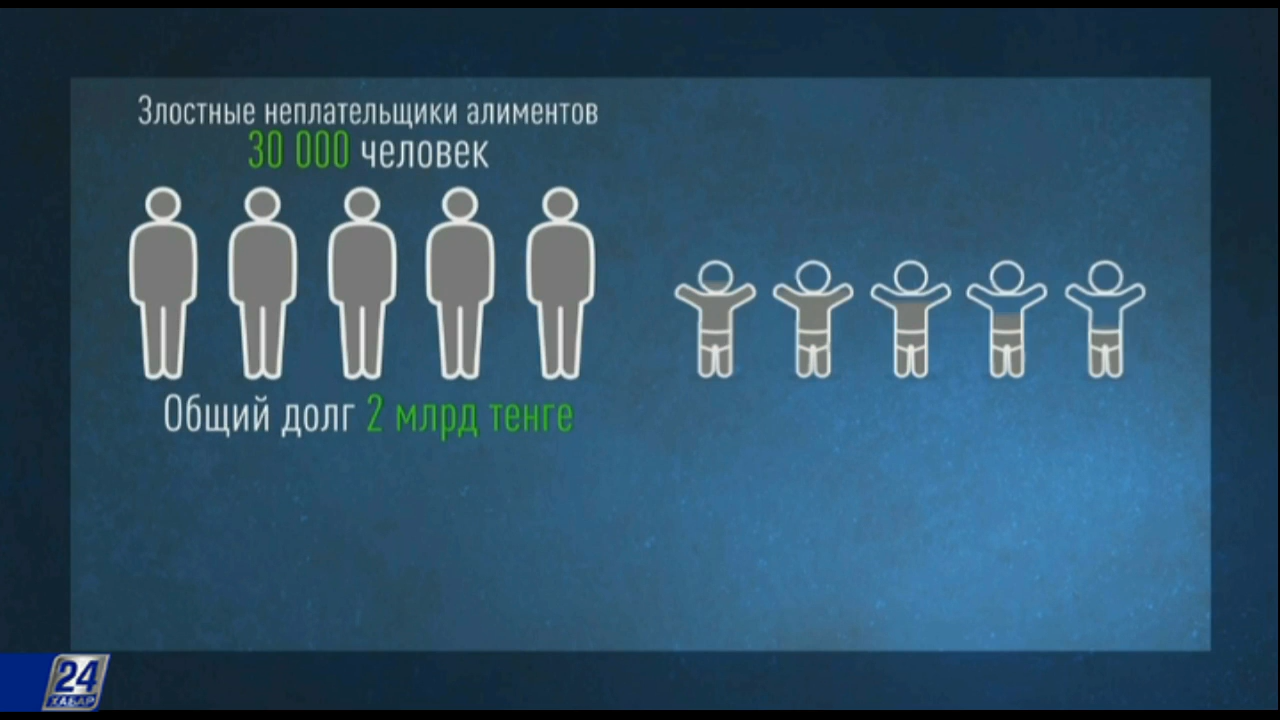 Злостные неплательщики алиментов
30 000 человек
Общий долг 2 млрд тенге
24
ХАБАР